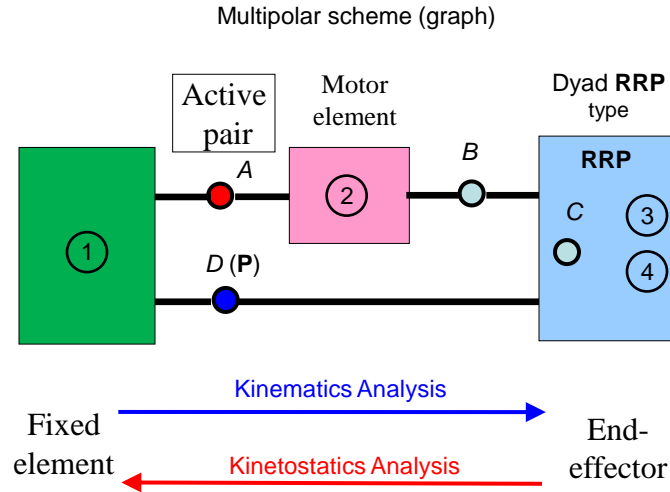 Multipolar scheme (graph)
Active
pair
Motor
element
Dyad RRP
type
A
B
RRP
2
C
3
1
D (P)
4
Kinematics Analysis
Fixed
element
End-
effector
Kinetostatics Analysis